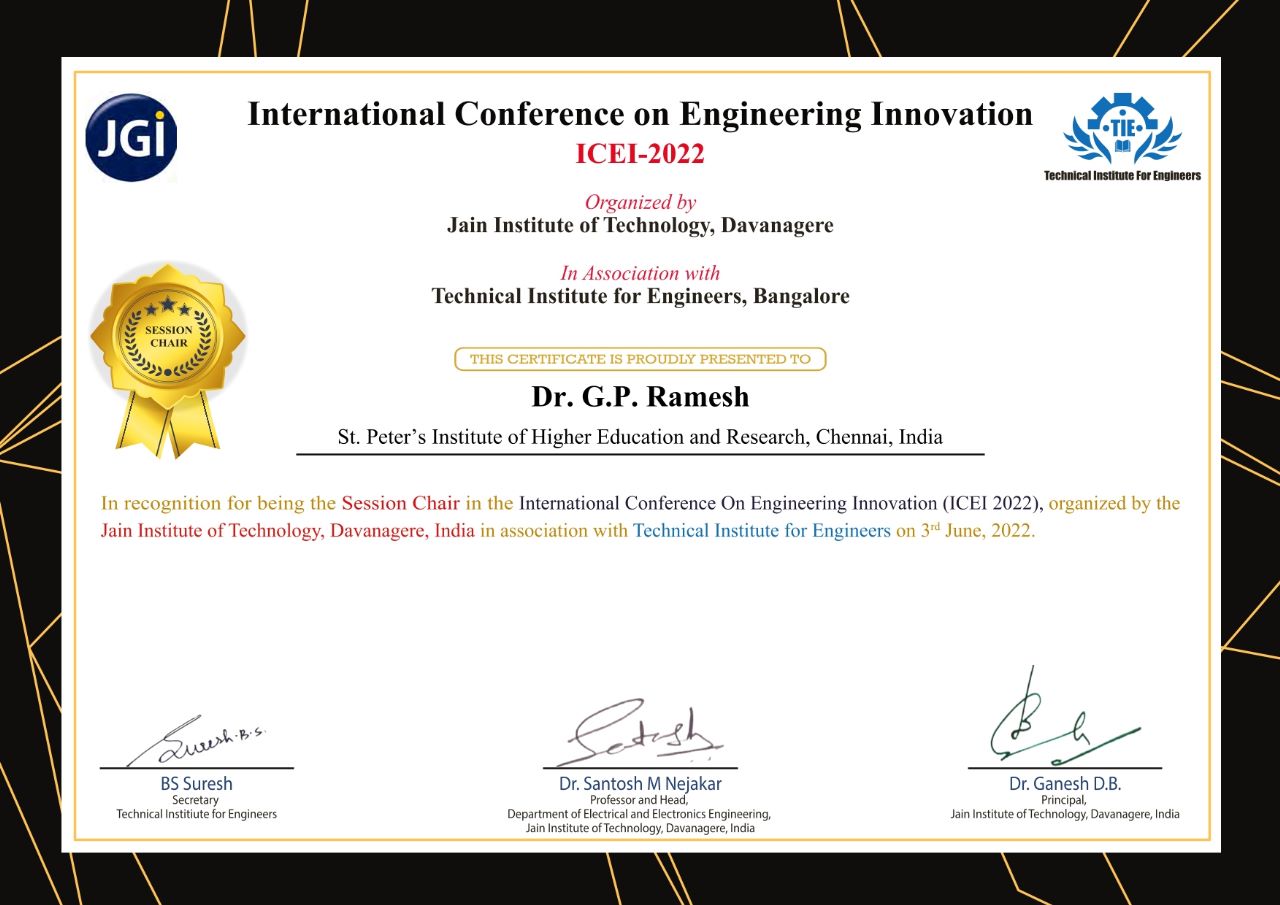 JGi
International Conference on Engineering Innovation
ICEI-2022
TIE
Technical Institute For Engineers
Organized by
Jain Institute of Technology, Davanagere
In Association with
Technical Institute for Engineers, Bangalore
SESSION
CHAIR
THIS CERTIFICATE IS PROUDLY PRESENTED TO
Dr. G.P. Ramesh
St. Peter's Institute of Higher Education and Research, Chennai, India
In recognition for being the Session Chair in the International Conference On Engineering Innovation (ICEI 2022), organized by the
Jain Institute of Technology, Davanagere, India in association with Technical Institute for Engineers on 3rd June, 2022.
Suresh.B.S.
Santosh
BS Suresh
Secretary
Technical Institiute for Engineers
Dr. Santosh M Nejakar
Professor and Head,
Department of Electrical and Electronics Engineering,
Jain Institute of Technology, Davanagere, India
Dr. Ganesh D.B.
Principal,
Jain Institute of Technology, Davanagere, India